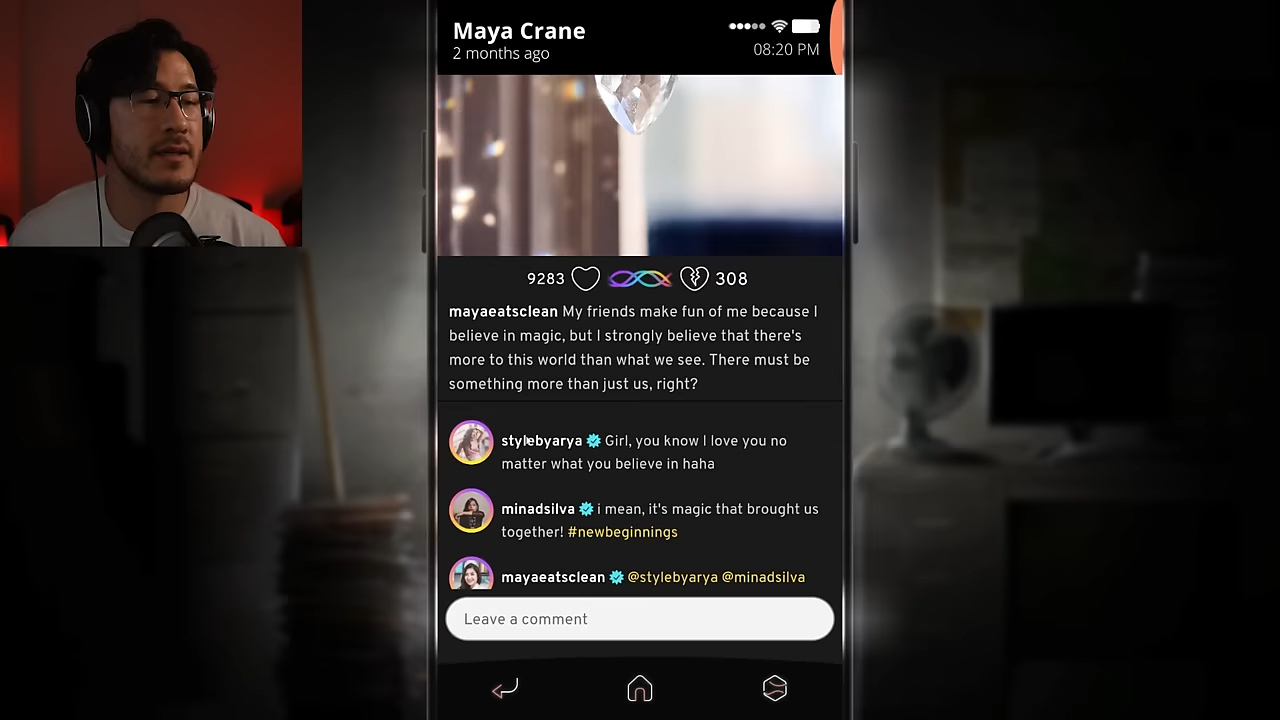 Maya Crane
2 months ago
08:20 PM
9283
308
mayaeatsclean My friends make fun of me because I
believe in magic, but I strongly believe that there's
more to this world than what we see. There must be
something more than just us, right?
stylebyarya Girl, you know I love you no
matter what you believe in haha
minadsilva i mean, it's magic that brought us
together! #newbeginnings
mayaeatsclean @stylebyarya @minadsilva
Leave a comment